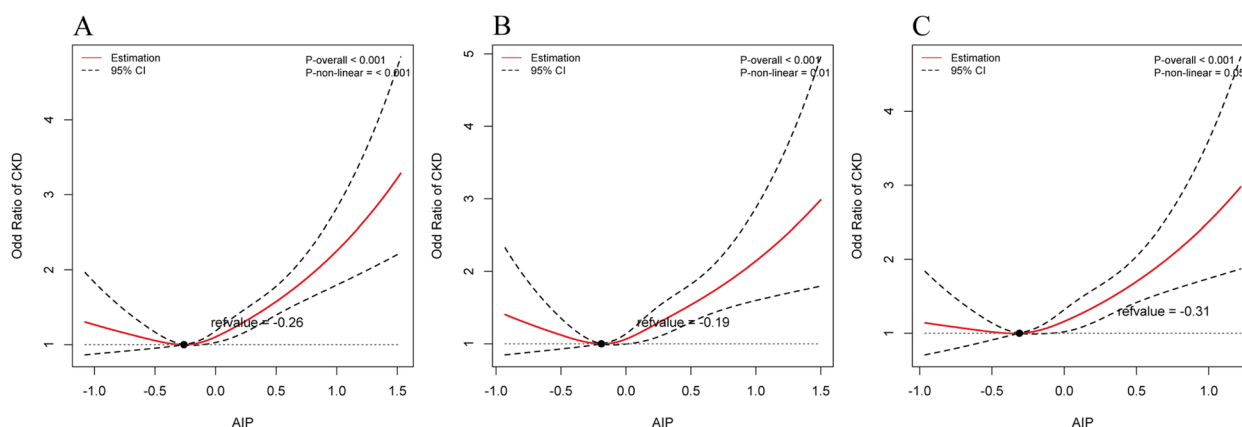 A
Estimation
95% CI
P-overall < 0.001
P-non-linear = < 0.001
refvalue = -0.26
Odd Ratio of CKD
1
2
3
4
-1.0 -0.5 0.0 0.5 1.0 1.5
AIP
B
Estimation
95% CI
P-overall < 0.001
P-non-linear = 0.01
refvalue = -0.19
Odd Ratio of CKD
1
2
3
4
5
-1.0 -0.5 0.0 0.5 1.0 1.5
AIP
C
Estimation
95% CI
P-overall < 0.001
P-non-linear = 0.05
refvalue = -0.31
Odd Ratio of CKD
1
2
3
4
-1.0 -0.5 0.0 0.5 1.0
AIP